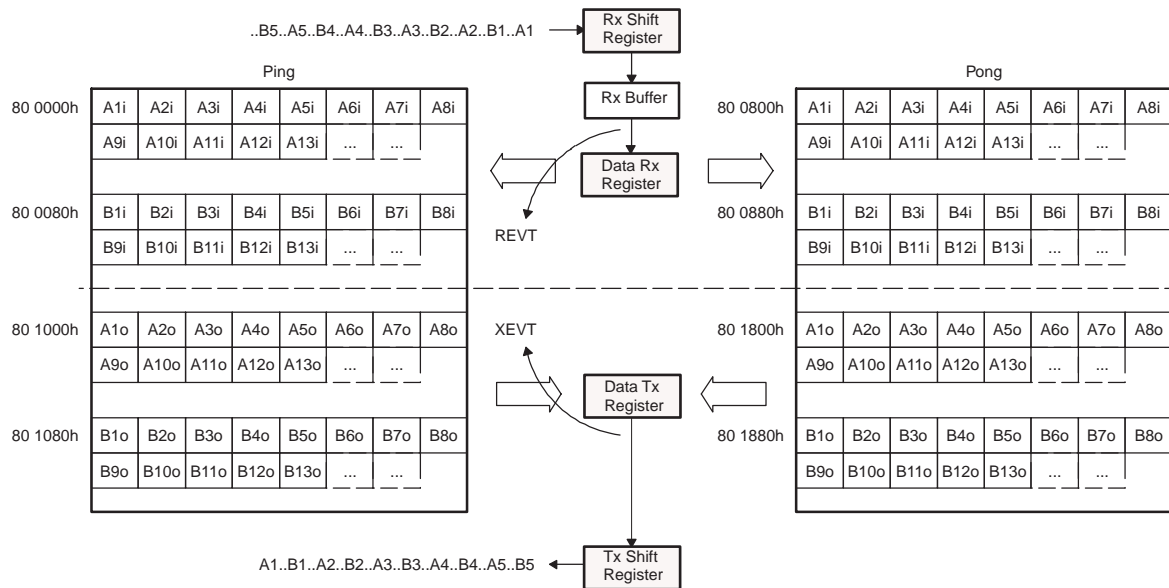 ..B5..A5..B4..A4..B3..A3..B2..A2..B1..A1
Rx Shift
Register
Rx Buffer
Data Rx
Register
REVT
Ping
80 0000h A1i A2i A3i A4i A5i A6i A7i A8i
A9i A10i A11i A12i A13i ... ...
80 0080h B1i B2i B3i B4i B5i B6i B7i B8i
B9i B10i B11i B12i B13i ... ...
80 1000h A1o A2o A3o A4o A5o A6o A7o A8o
A9o A10o A11o A12o A13o ... ...
80 1080h B1o B2o B3o B4o B5o B6o B7o B8o
B9o B10o B11o B12o B13o ... ...
Pong
80 0800h A1i A2i A3i A4i A5i A6i A7i A8i
A9i A10i A11i A12i A13i ... ...
80 0880h B1i B2i B3i B4i B5i B6i B7i B8i
B9i B10i B11i B12i B13i ... ...
80 1800h A1o A2o A3o A4o A5o A6o A7o A8o
A9o A10o A11o A12o A13o ... ...
80 1880h B1o B2o B3o B4o B5o B6o B7o B8o
B9o B10o B11o B12o B13o ... ...
XEVT
Data Tx
Register
A1..B1..A2..B2..A3..B3..A4..B4..A5..B5
Tx Shift
Register